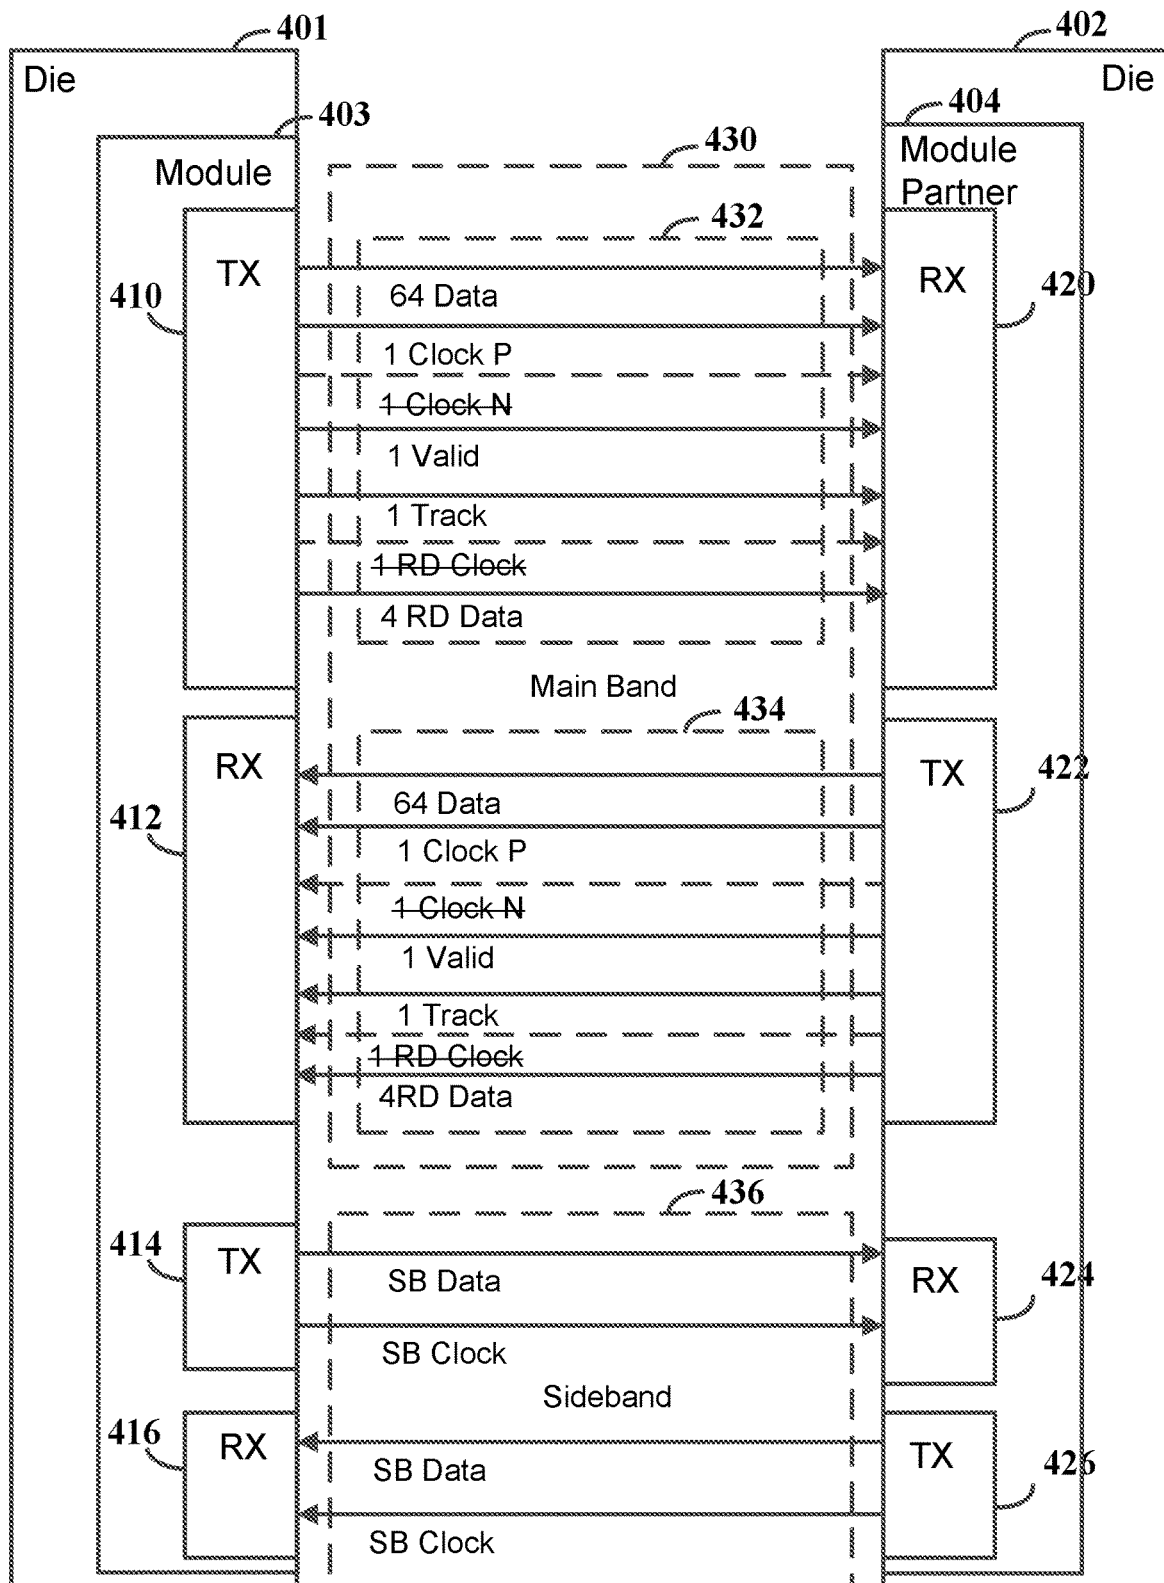 401
402
Die
Die
403
404
Module
430
Module
Partner
432
TX
RX
410
420
64 Data
1 Clock P
1 Clock N
1 Valid
1 Track
1 RD Clock
4 RD Data
Main Band
434
RX
TX
422
412
64 Data
1 Clock P
1 Clock N
1 Valid
1 Track
1 RD Clock
4RD Data
436
414
TX
RX
424
SB Data
SB Clock
Sideband
416
RX
TX
426
SB Data
SB Clock